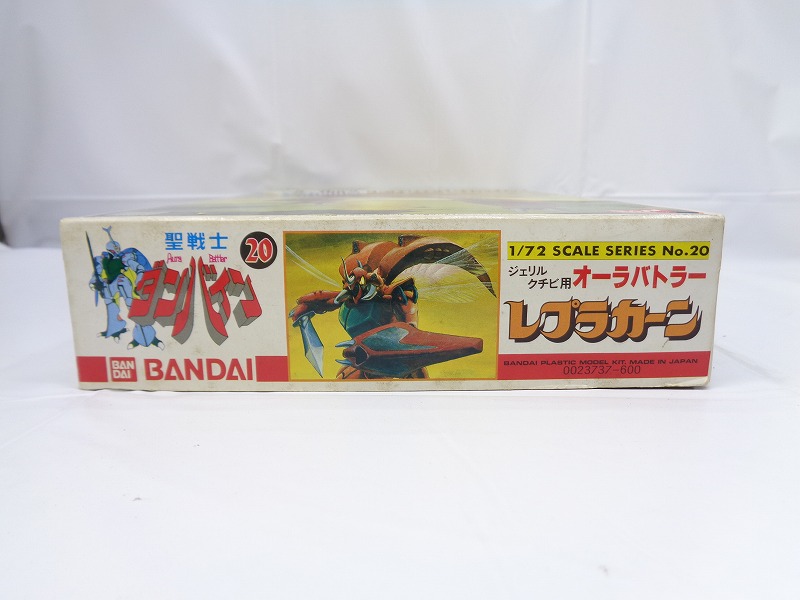 聖戦士
Aura Battler
20
ダンバイン
BAN
DAI
BANDAI
1/72 SCALE SERIES No.20
ジェリル
クチビ用
オーラバトラー
レプラカーン
BANDAI PLASTIC MODEL KIT. MADE IN JAPAN
0023737-600